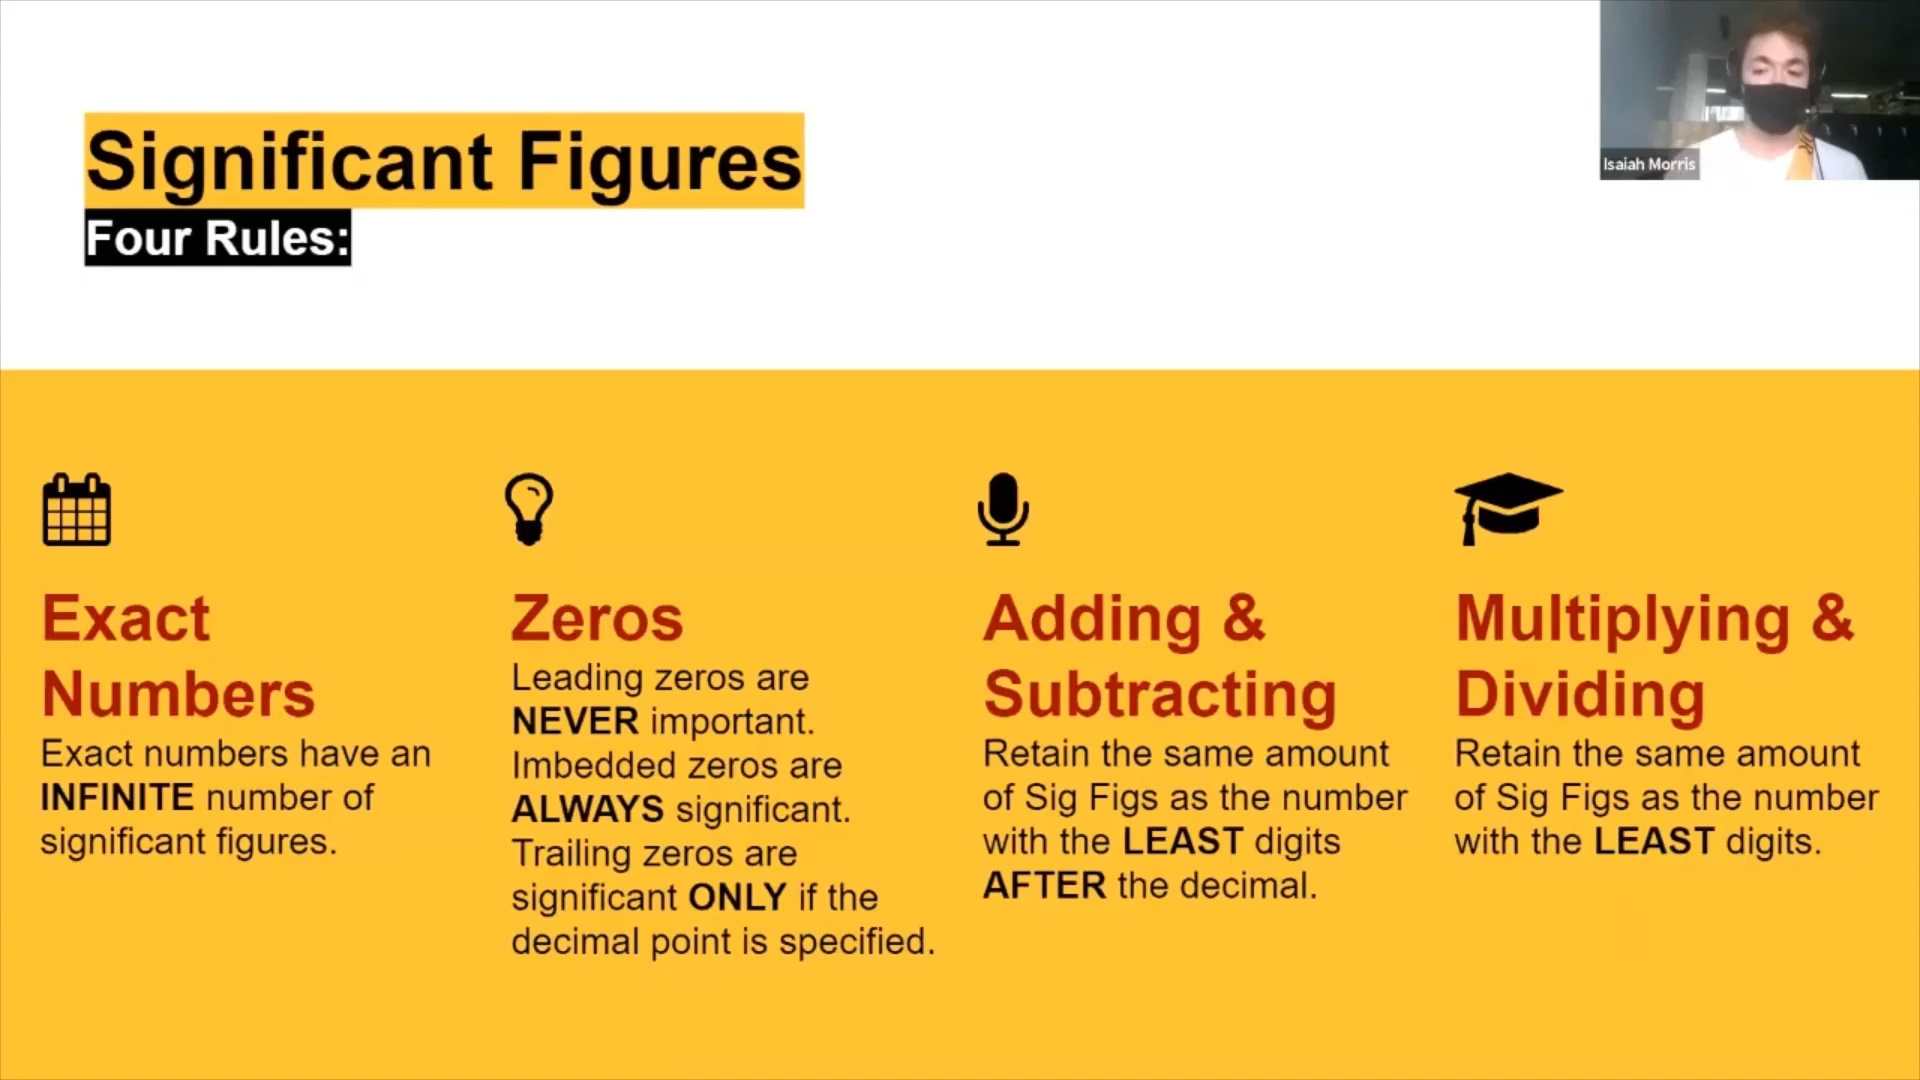 Significant Figures
Four Rules:
Isaiah Morris
Exact
Numbers
Exact numbers have an
INFINITE number of
significant figures.
Zeros
Leading zeros are
NEVER important.
Imbedded zeros are
ALWAYS significant.
Trailing zeros are
significant ONLY if the
decimal point is specified.
Adding &
Subtracting
Retain the same amount
of Sig Figs as the number
with the LEAST digits
AFTER the decimal.
Multiplying &
Dividing
Retain the same amount
of Sig Figs as the number
with the LEAST digits.